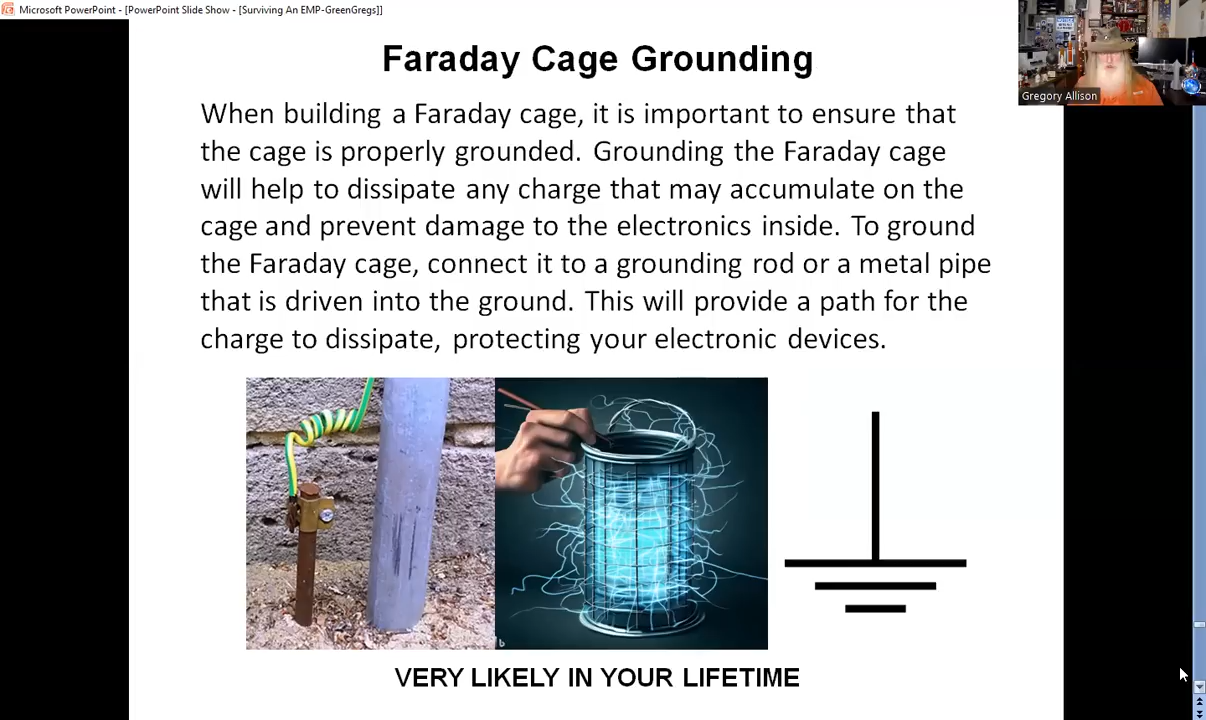 Microsoft PowerPoint - [PowerPoint Slide Show - [Surviving An EMP-GreenGregs]]
Faraday Cage Grounding
Gregory Allison
When building a Faraday cage, it is important to ensure that
the cage is properly grounded. Grounding the Faraday cage
will help to dissipate any charge that may accumulate on the
cage and prevent damage to the electronics inside. To ground
the Faraday cage, connect it to a grounding rod or a metal pipe
that is driven into the ground. This will provide a path for the
charge to dissipate, protecting your electronic devices.
VERY LIKELY IN YOUR LIFETIME